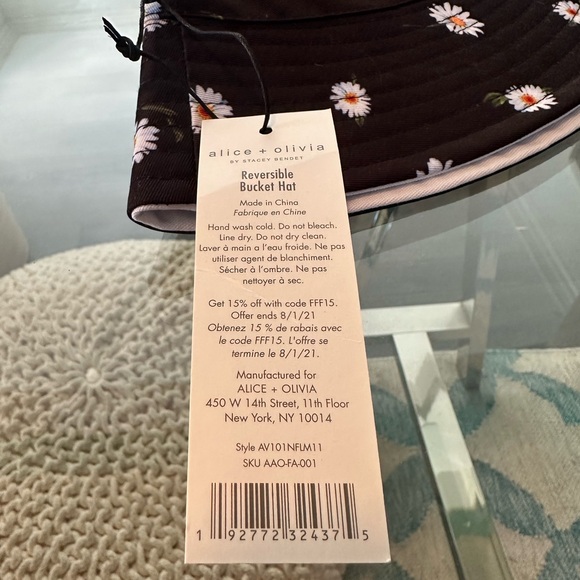 alice + olivia
BY STACEY BENDET
Reversible
Bucket Hat
Made in China
Fabrique en Chine
Hand wash cold. Do not bleach.
Line dry. Do not dry clean.
Laver à main a l'eau froide. Ne pas
utiliser agent de blanchiment.
Sécher à l'ombre. Ne pas
nettoyer à sec.
Get 15% off with code FFF15.
Offer ends 8/1/21
Obtenez 15 % de rabais avec
le code FFF15. L'offre se
termine le 8/1/21.
Manufactured for
ALICE + OLIVIA
450 W 14th Street, 11th Floor
New York, NY 10014
Style AV101NFLM11
SKU AAO-FA-001
1 92772 32437 5